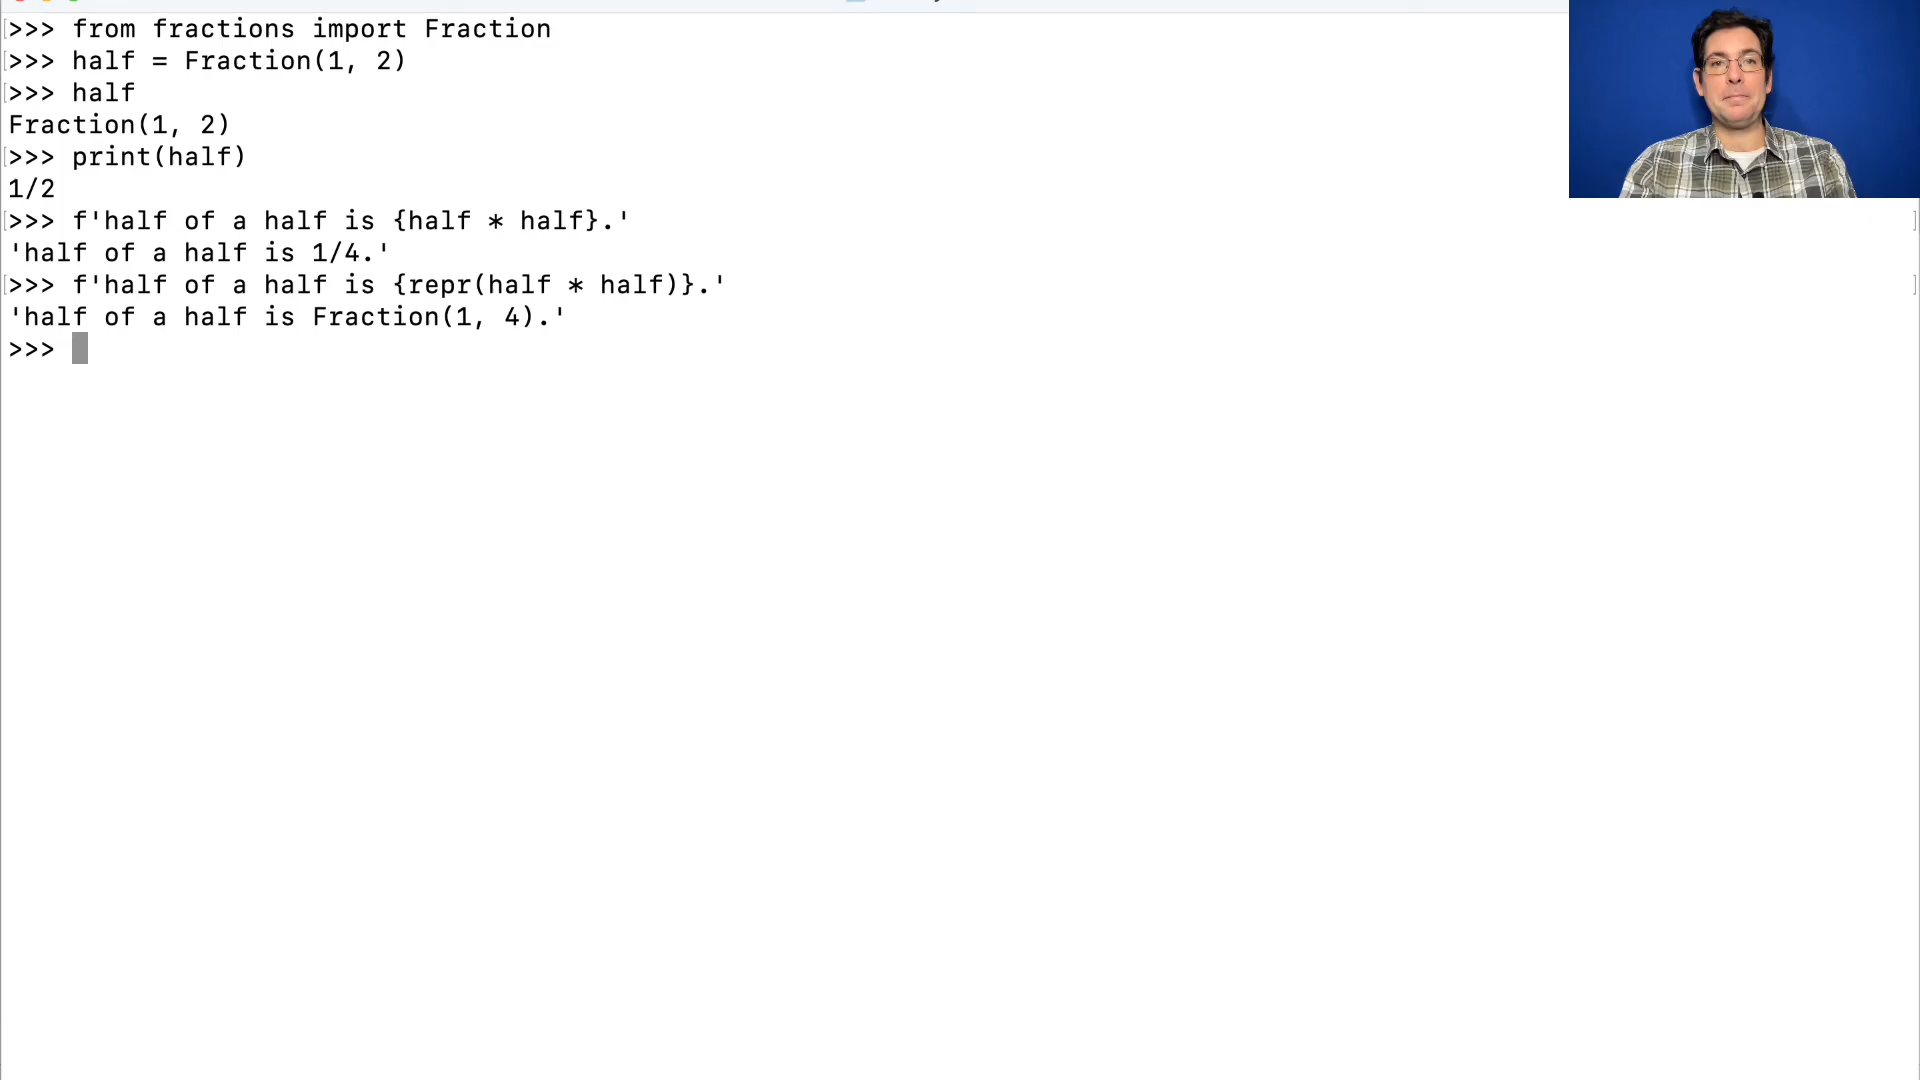 >>> from fractions import Fraction
>>> half = Fraction(1, 2)
>>> half
Fraction(1, 2)
>>> print(half)
1/2
>>> f'half of a half is {half * half}.'
'half of a half is 1/4.'
>>> f'half of a half is {repr(half * half)}.'
'half of a half is Fraction(1, 4).'
>>>